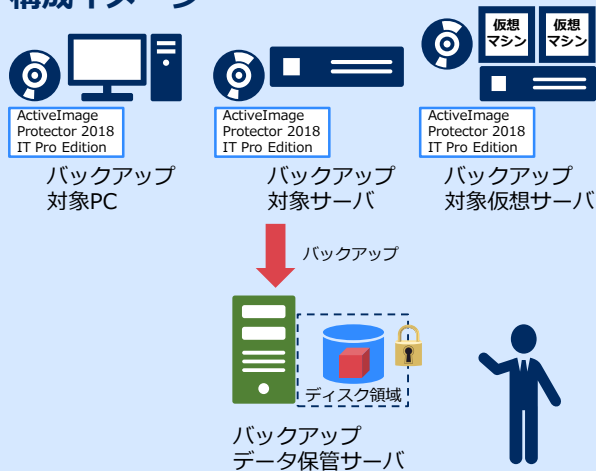 構成イメージ
仮想
マシン
仮想
マシン
ActiveImage
Protector 2018
IT Pro Edition
ActiveImage
Protector 2018
IT Pro Edition
ActiveImage
Protector 2018
IT Pro Edition
バックアップ
対象PC
バックアップ
対象サーバ
バックアップ
対象仮想サーバ
バックアップ
ディスク領域
バックアップ
データ保管サーバ